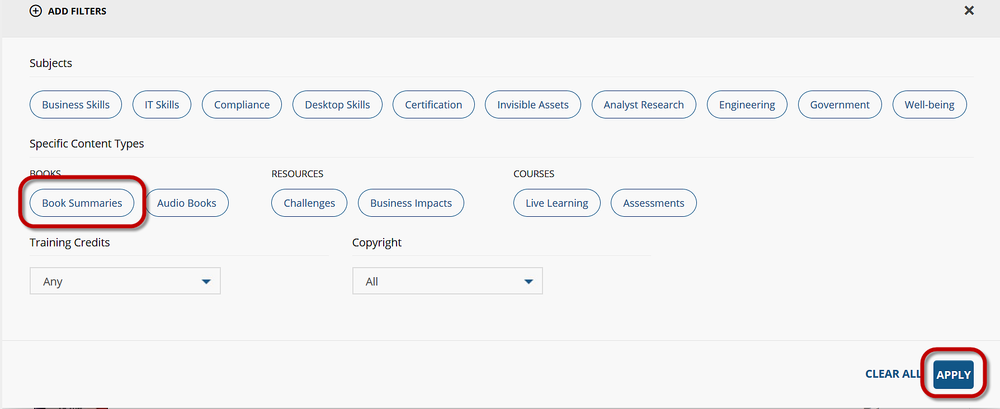 ADD FILTERS
Subjects
Business Skills IT Skills Compliance Desktop Skills Certification Invisible Assets Analyst Research Engineering Government Well-being
Specific Content Types
BOOKS RESOURCES COURSES
Book Summaries Audio Books Challenges Business Impacts Live Learning Assessments
Training Credits Copyright
Any All
CLEAR ALL APPLY